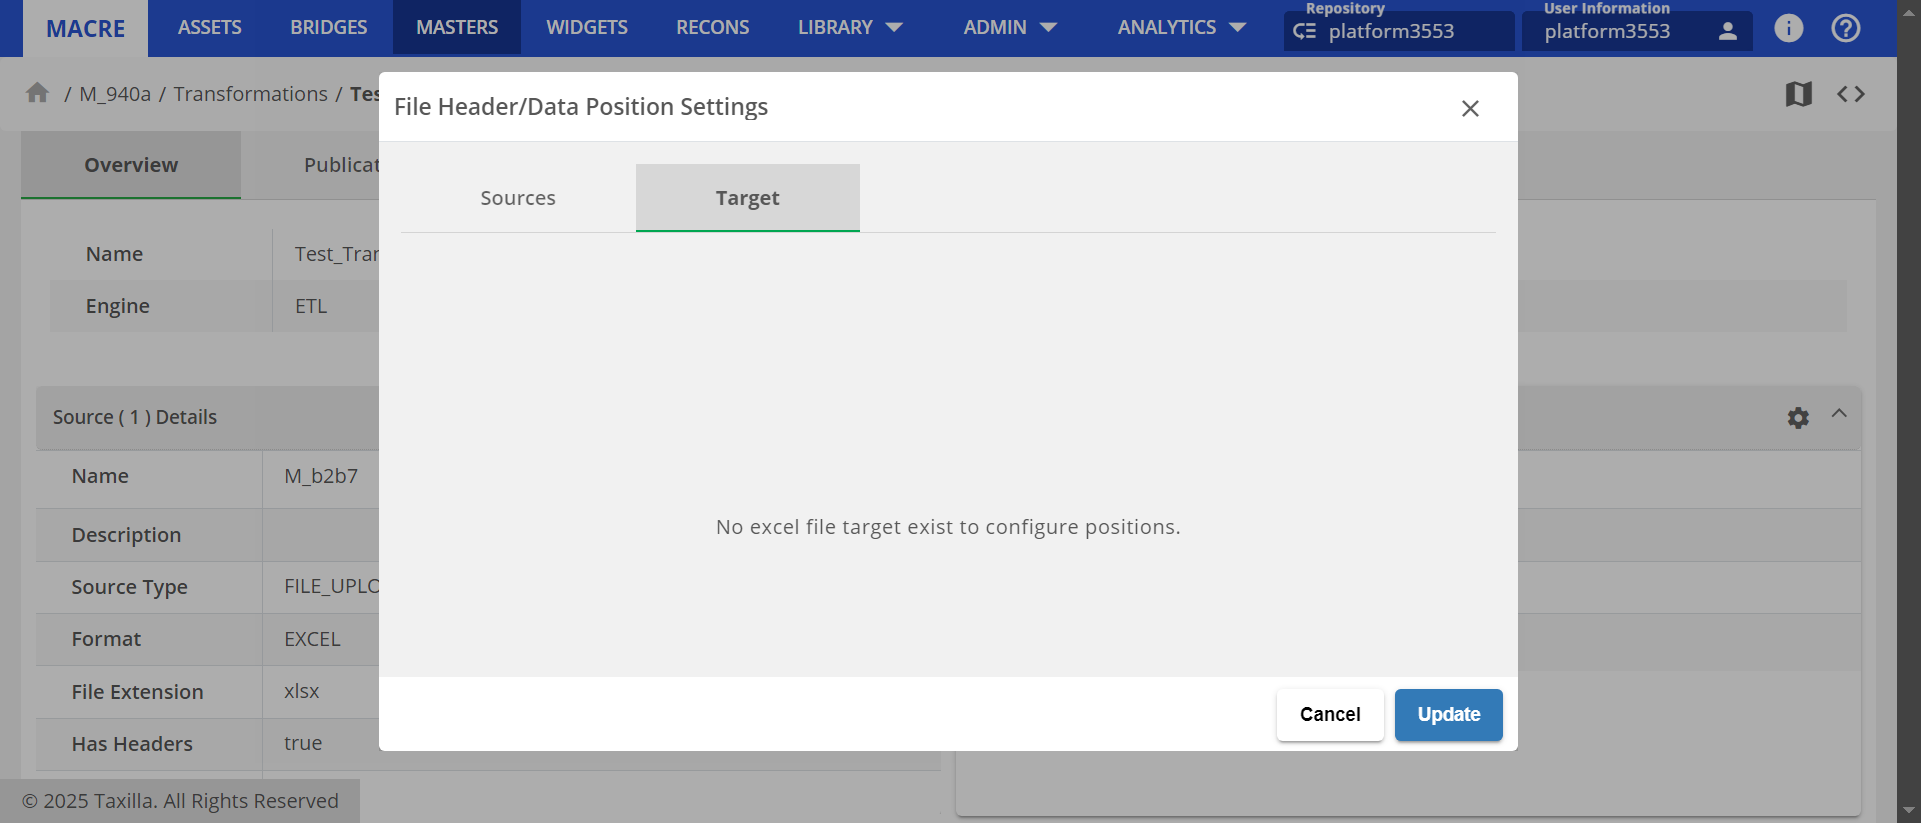 MACRE
ASSETS
BRIDGES
MASTERS
WIDGETS
RECONS
LIBRARY
ADMIN
ANALYTICS
Repository
platform3553
User Information
platform3553
/ M_940a / Transformations / Tes
File Header/Data Position Settings
Overview
Publicat
Sources
Target
Name
Test_Tran
Engine
ETL
Source ( 1 ) Details
Name
M_b2b7
Description
No excel file target exist to configure positions.
Source Type
FILE_UPLO
Format
EXCEL
File Extension
xlsx
Has Headers
true
Cancel
Update
© 2025 Taxilla. All Rights Reserved